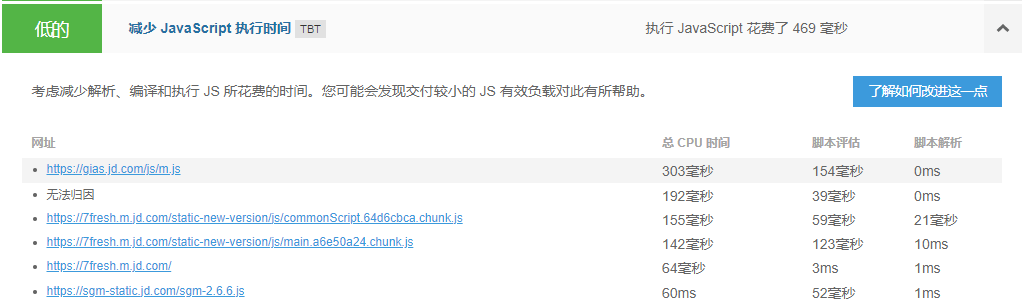 低的 减少 JavaScript 执行时间 TBT 执行 JavaScript 花费了 469 毫秒
考虑减少解析、编译和执行 JS 所花费的时间。您可能会发现交付较小的 JS 有效负载对此有所帮助。 了解如何改进这一点
网址 总 CPU 时间 脚本评估 脚本解析
https://gias.jd.com/js/m.js 303毫秒 154毫秒 0ms
无法归因 192毫秒 39毫秒 0ms
https://7fresh.m.jd.com/static-new-version/js/commonScript.64d6cbca.chunk.js 155毫秒 59毫秒 21毫秒
https://7fresh.m.jd.com/static-new-version/js/main.a6e50a24.chunk.js 142毫秒 123毫秒 10ms
https://7fresh.m.jd.com/ 64毫秒 3ms 1ms
https://sgm-static.jd.com/sgm-2.6.6.js 60ms 52毫秒 1ms